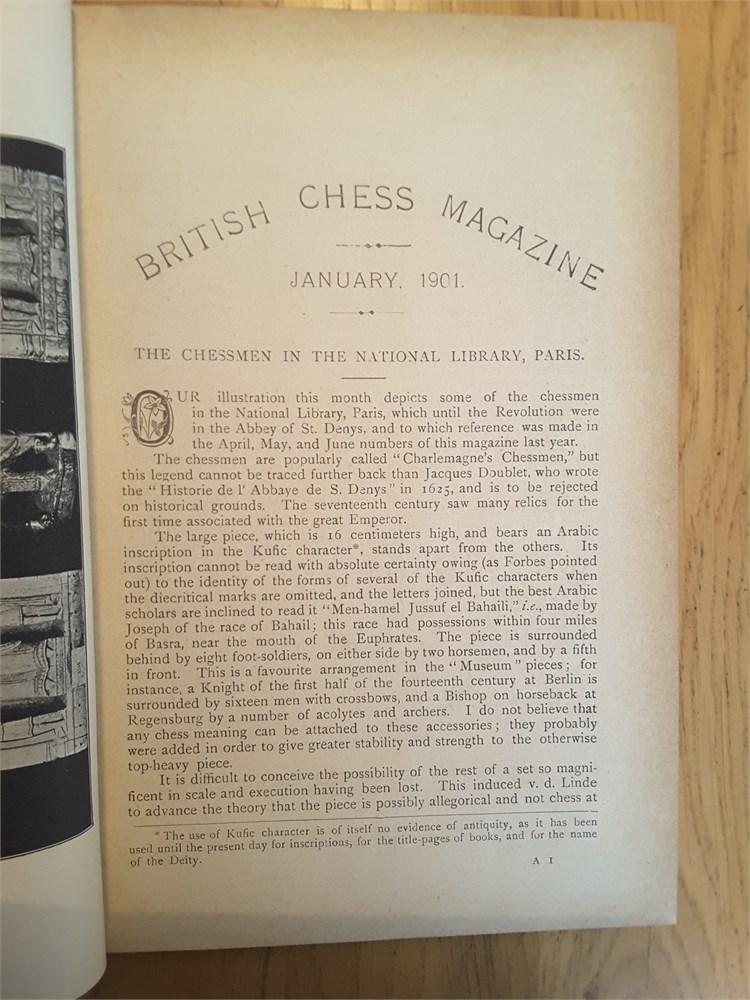 BRITISH CHESS MAGAZINE
JANUARY, 1901.
THE CHESSMEN IN THE NATIONAL LIBRARY, PARIS.
OUR illustration this month depicts some of the chessmen
in the National Library, Paris, which until the Revolution were
in the Abbey of St. Denys, and to which reference was made in
the April, May, and June numbers of this magazine last year.
The chessmen are popularly called "Charlemagne's Chessmen," but
this legend cannot be traced further back than Jacques Doublet, who wrote
the "Historie de l' Abbaye de S. Denys" in 1625, and is to be rejected
on historical grounds. The seventeenth century saw many relics for the
first time associated with the great Emperor.
The large piece, which is 16 centimeters high, and bears an Arabic
inscription in the Kufic character*, stands apart from the others. Its
inscription cannot be read with absolute certainty owing (as Forbes pointed
out) to the identity of the forms of several of the Kufic characters when
the diecritical marks are omitted, and the letters joined, but the best Arabic
scholars are inclined to read it "Men-hamel Jussuf el Bahaili," i.e., made by
Joseph of the race of Bahail; this race had possessions within four miles
of Basra, near the mouth of the Euphrates. The piece is surrounded
behind by eight foot-soldiers, on either side by two horsemen, and by a fifth
in front. This is a favourite arrangement in the "Museum" pieces; for
instance, a Knight of the first half of the fourteenth century at Berlin is
surrounded by sixteen men with crossbows, and a Bishop on horseback at
Regensburg by a number of acolytes and archers. I do not believe that
any chess meaning can be attached to these accessories; they probably
were added in order to give greater stability and strength to the otherwise
top-heavy piece.
It is difficult to conceive the possibility of the rest of a set so magni-
ficent in scale and execution having been lost. This induced v. d. Linde
to advance the theory that the piece is possibly allegorical and not chess at
* The use of Kufic character is of itself no evidence of antiquity, as it has been
used until the present day for inscriptions, for the title-pages of books, and for the name
of the Deity.
A 1